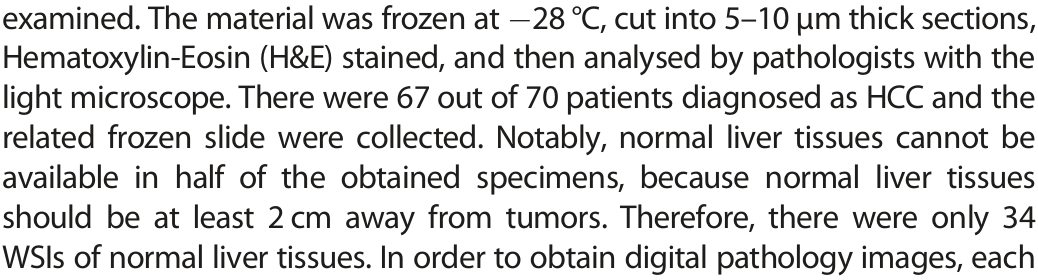 examined. The material was frozen at −28 °C, cut into 5–10 μm thick sections,
Hematoxylin-Eosin (H&E) stained, and then analysed by pathologists with the
light microscope. There were 67 out of 70 patients diagnosed as HCC and the
related frozen slide were collected. Notably, normal liver tissues cannot be
available in half of the obtained specimens, because normal liver tissues
should be at least 2 cm away from tumors. Therefore, there were only 34
WSIs of normal liver tissues. In order to obtain digital pathology images, each